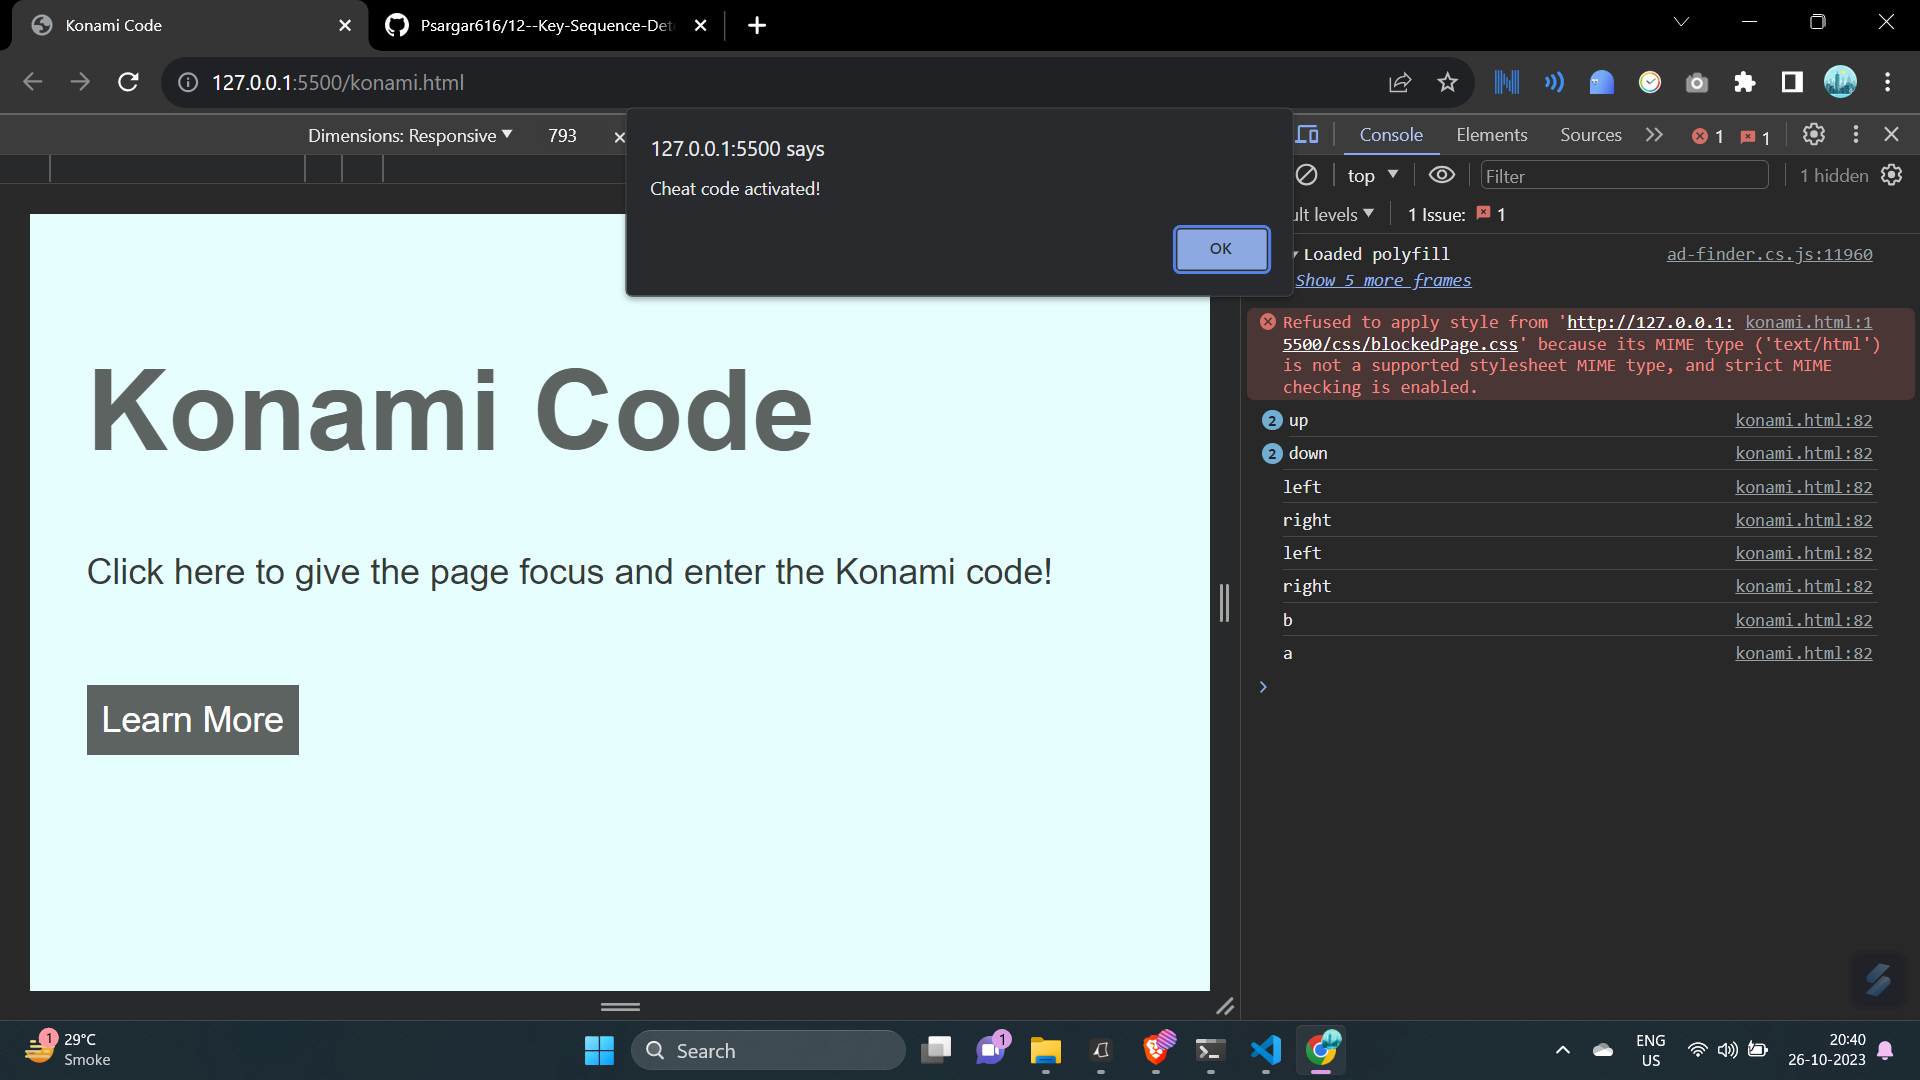 Konami Code
Psargar616/12--Key-Sequence-Det
127.0.0.1:5500/konami.html
Dimensions: Responsive
793
127.0.0.1:5500 says
Cheat code activated!
OK
Konami Code
Click here to give the page focus and enter the Konami code!
Learn More
Console
Elements
Sources
1
1
top
Filter
1 hidden
ult levels
1 Issue:
1
Loaded polyfill
ad-finder.cs.js:11960
Show 5 more frames
Refused to apply style from 'http://127.0.0.1: konami.html:1
5500/css/blockedPage.css' because its MIME type ('text/html')
is not a supported stylesheet MIME type, and strict MIME
checking is enabled.
2 up konami.html:82
2 down konami.html:82
left konami.html:82
right konami.html:82
left konami.html:82
right konami.html:82
b konami.html:82
a konami.html:82
1
29°C
Smoke
Search
1
ENG
US
20:40
26-10-2023